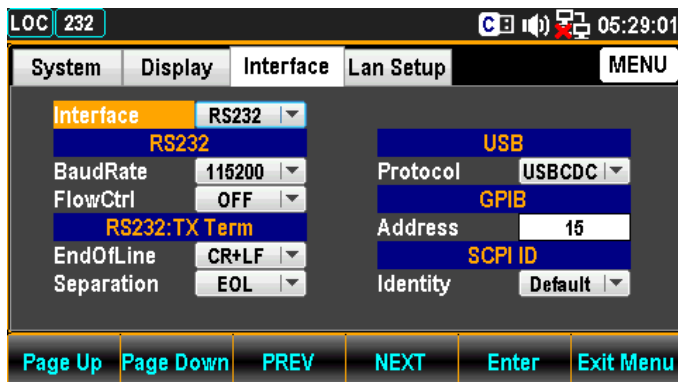 LOC 232 C 05:29:01
System Display Interface Lan Setup MENU
Interface RS232
RS232 USB
BaudRate 115200 Protocol USBCDC
FlowCtrl OFF GPIB
RS232:TX Term Address 15
EndOfLine CR+LF SCPI ID
Separation EOL Identity Default
Page Up Page Down PREV NEXT Enter Exit Menu